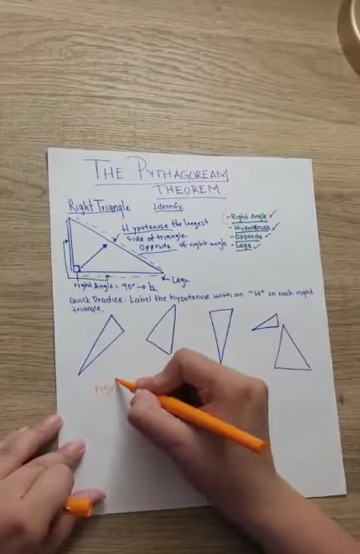 THE PYTHAGOREAN
THEOREM
Right Triangle
Identify
Hypotenuse the longest
side of triangle.
Opposite of right angle.
- Right Angle ✓
- Hypotenuse ✓
- Opposite ✓
- Legs ✓
Legs
right Angle = 90° →
Quick Practice: Label the hypotenuse with an "H" on each right
triangle.